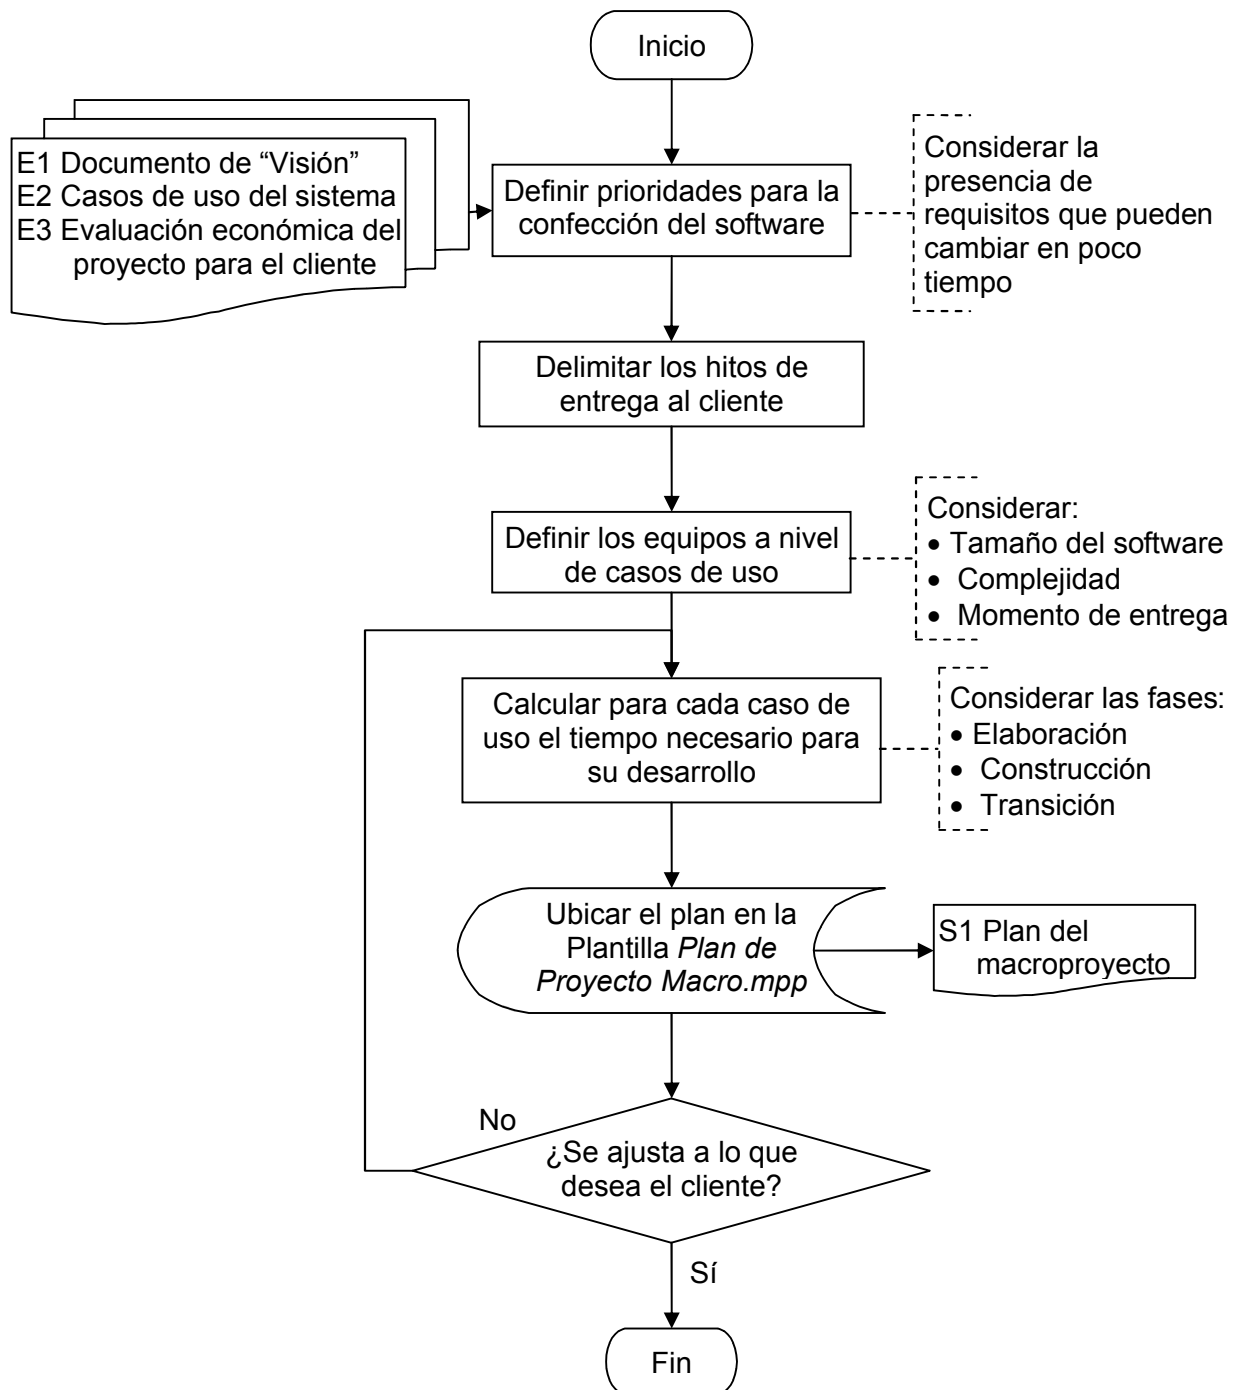 Inicio
E1 Documento de “Visión”
E2 Casos de uso del sistema
E3 Evaluación económica del
proyecto para el cliente
Definir prioridades para la
confección del software
Considerar la
presencia de
requisitos que pueden
cambiar en poco
tiempo
Delimitar los hitos de
entrega al cliente
Definir los equipos a nivel
de casos de uso
Considerar:
• Tamaño del software
• Complejidad
• Momento de entrega
Calcular para cada caso de
uso el tiempo necesario para
su desarrollo
Considerar las fases:
• Elaboración
• Construcción
• Transición
Ubicar el plan en la
Plantilla Plan de
Proyecto Macro.mpp
S1 Plan del
macroproyecto
No
¿Se ajusta a lo que
desea el cliente?
Sí
Fin